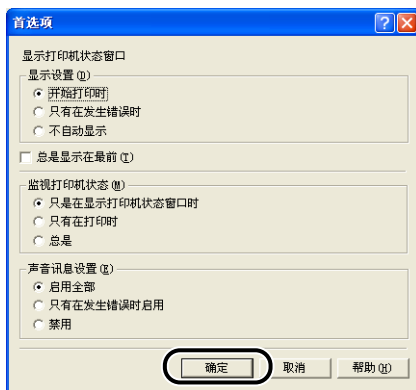 首选项
显示打印机状态窗口
显示设置(D)
开始打印时
只有在发生错误时
不自动显示
总是显示在最前(T)
监视打印机状态(M)
只是在显示打印机状态窗口时
只有在打印时
总是
声音讯息设置(E)
启用全部
只有在发生错误时启用
禁用
确定 取消 帮助(H)